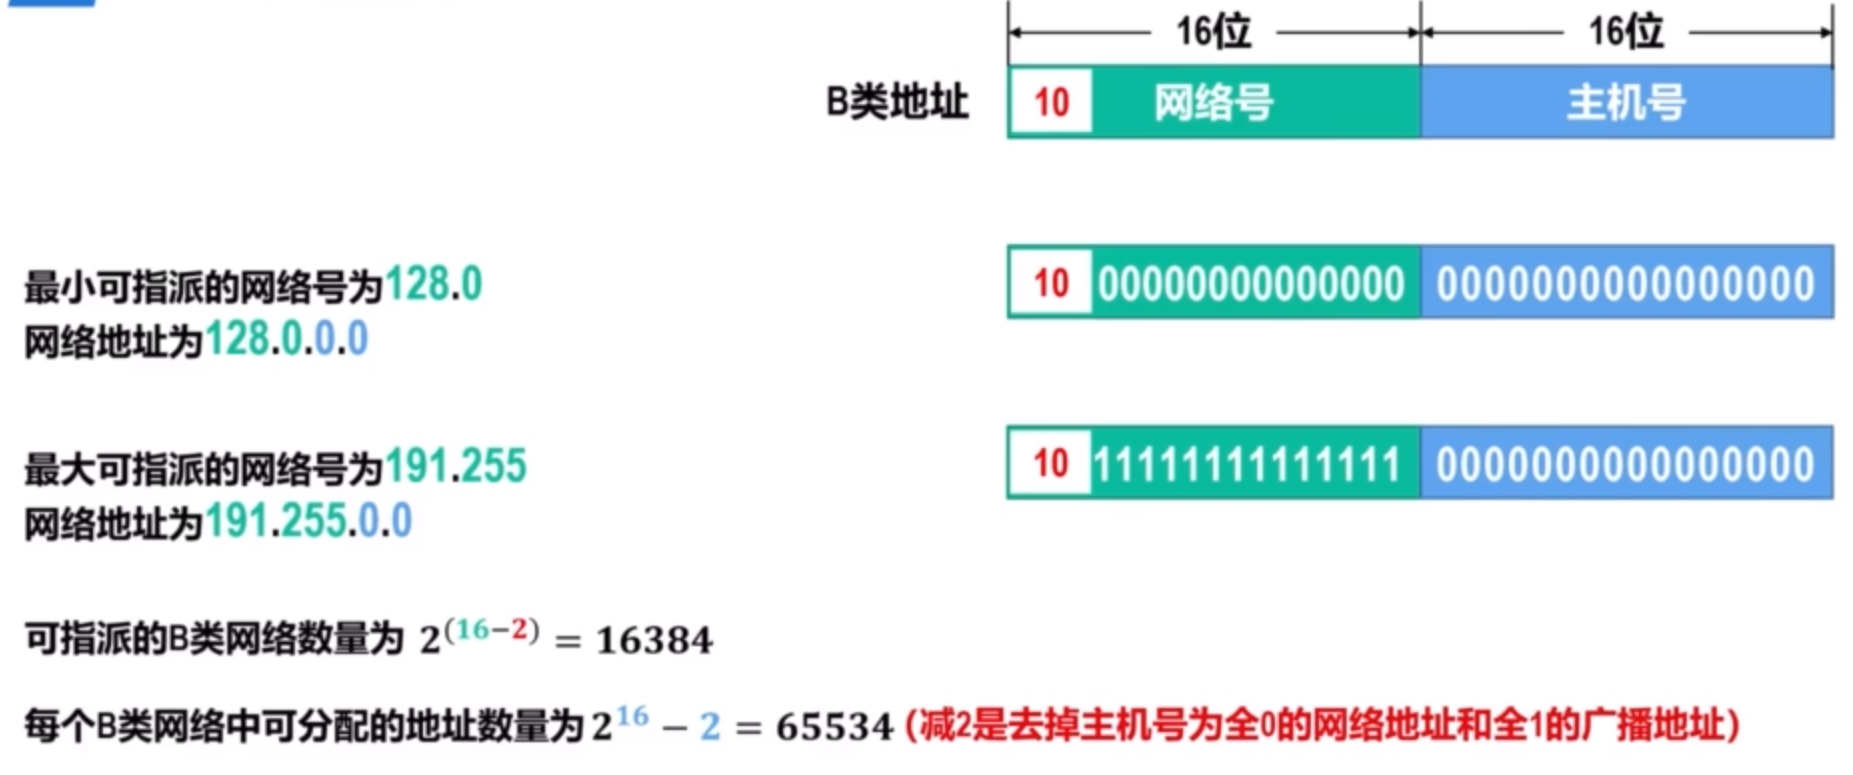 16位 16位
B类地址 10 网络号 主机号
最小可指派的网络号为128.0
网络地址为128.0.0.0
10 00000000000000 0000000000000000
最大可指派的网络号为191.255
网络地址为191.255.0.0
10 11111111111111 0000000000000000
可指派的B类网络数量为 2^(16-2) = 16384
每个B类网络中可分配的地址数量为 2^16 - 2 = 65534 (减2是去掉主机号为全0的网络地址和全1的广播地址)